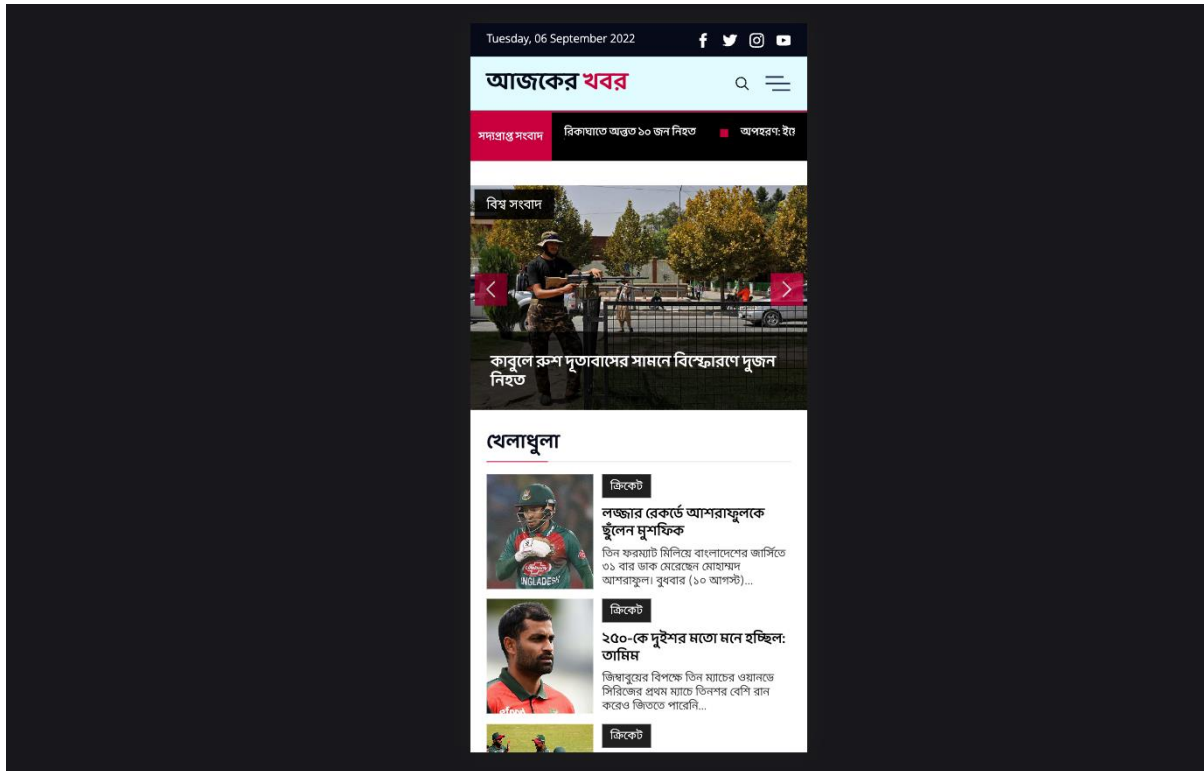 Tuesday, 06 September 2022
আজকের খবর
সদ্যপ্রাপ্ত সংবাদ
রিকাঘাতে অন্তত ১০ জন নিহত
অপহরণ:
বিশ্ব সংবাদ
কাবুলে রুশ দূতাবাসের সামনে বিস্ফোরণে দুজন
নিহত
খেলাধুলা
ক্রিকেট
লজ্জার রেকর্ডে আশরাফুলকে
ছুঁলেন মুশফিক
তিন ফরম্যাট মিলিয়ে বাংলাদেশের জার্সিতে
৩১ বার ডাক মেরেছেন মোহাম্মদ
আশরাফুল। বুধবার (১০ আগস্ট)...
NGLADESH
ক্রিকেট
২৫০-কে দুইশর মতো মনে হচ্ছিল:
তামিম
জিম্বাবুয়ের বিপক্ষে তিন ম্যাচের ওয়ানডে
সিরিজের প্রথম ম্যাচে তিনশর বেশি রান
করেও জিততে পারেনি...
ক্রিকেট